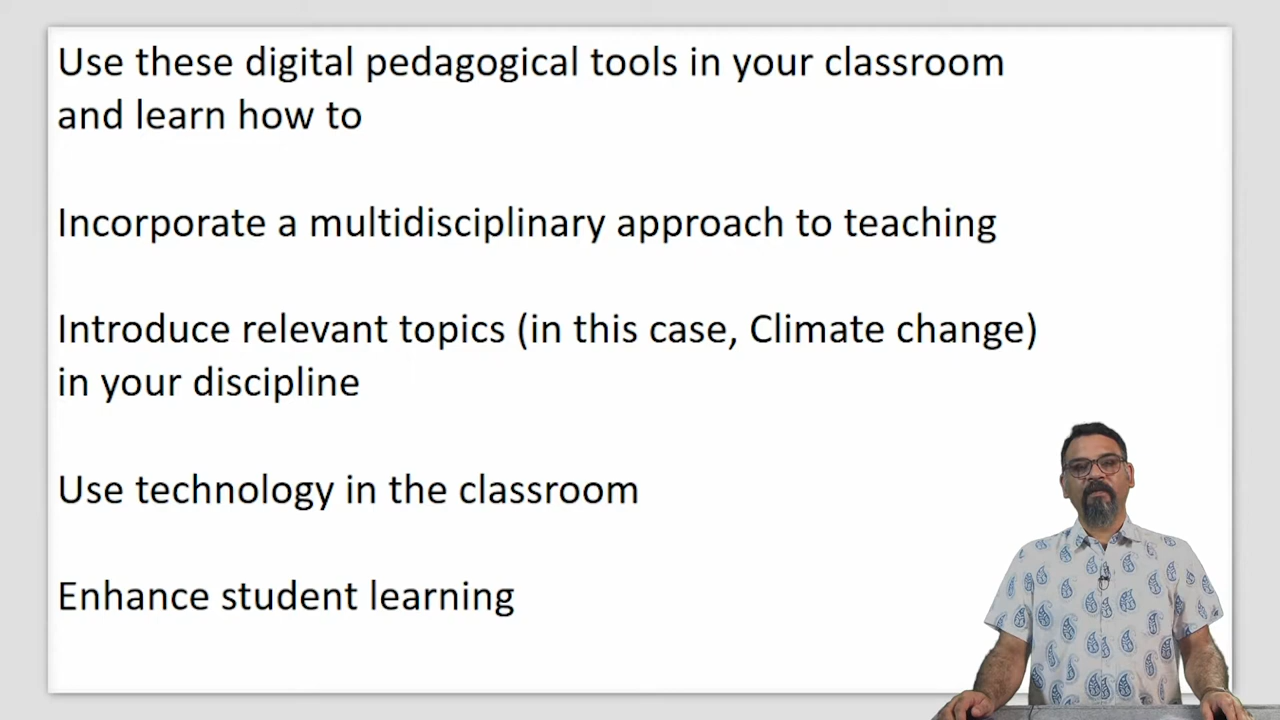 Use these digital pedagogical tools in your classroom
and learn how to
Incorporate a multidisciplinary approach to teaching
Introduce relevant topics (in this case, Climate change)
in your discipline
Use technology in the classroom
Enhance student learning